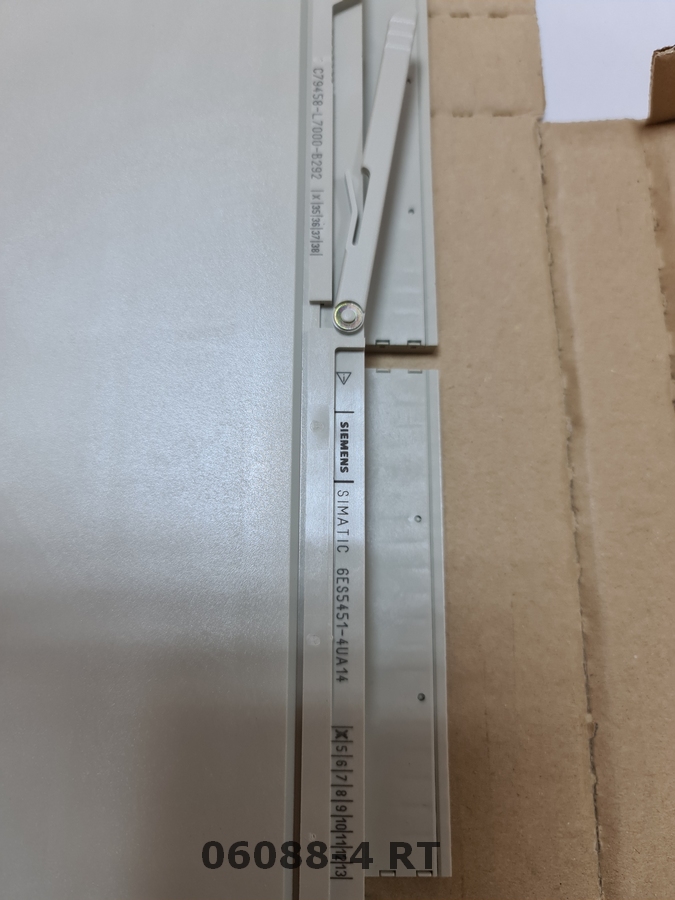 C79458-L7000-B292 |X|35|36|37|38|
SIEMENS
SIMATIC 6ES5451-4UA14
|X|5|6|7|8|9|10|11|12|13|
06088-4 RT